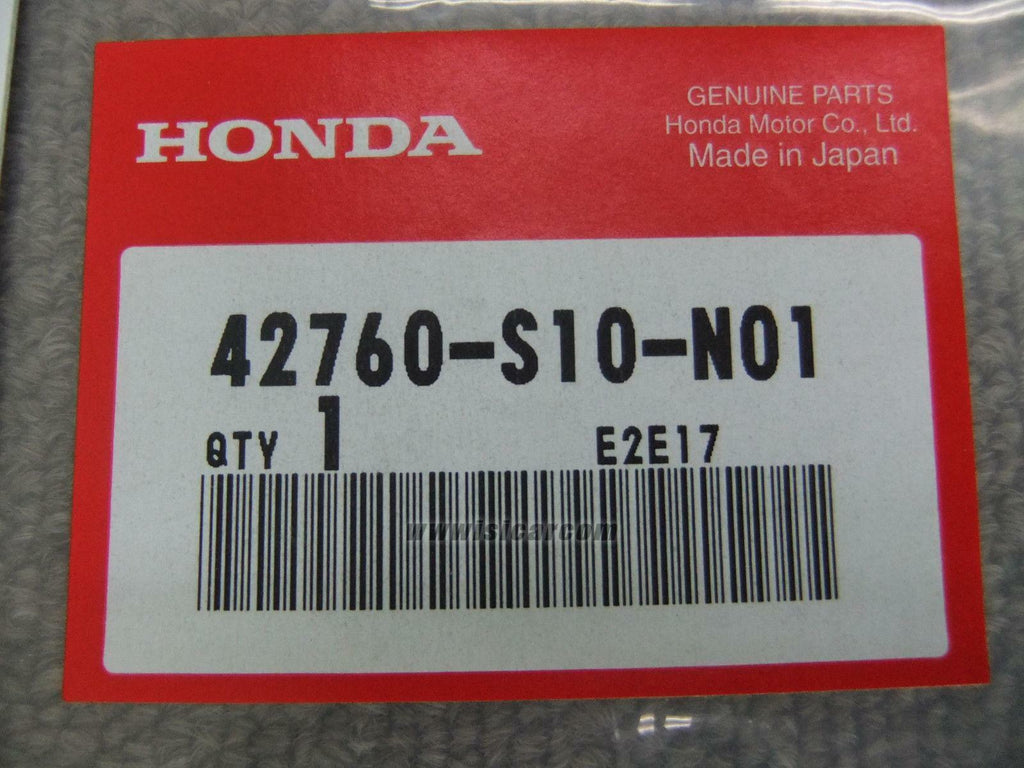 HONDA
GENUINE PARTS
Honda Motor Co., Ltd.
Made in Japan
42760-S10-N01
QTY 1 E2E17
www.isicar.com